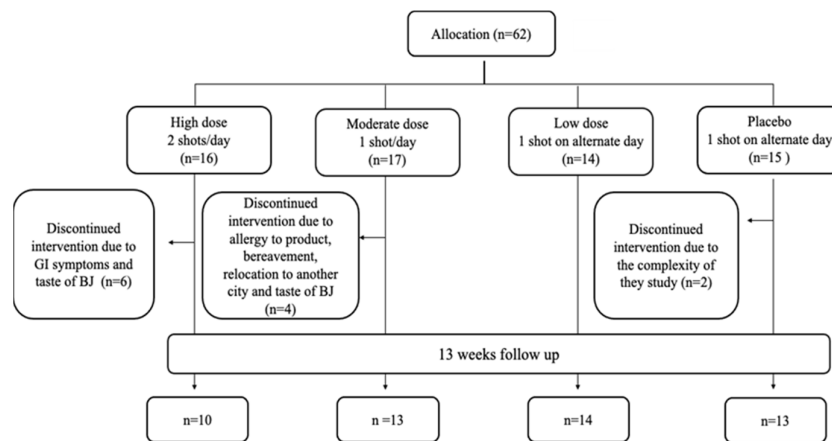 Allocation (n=62)
High dose
2 shots/day
(n=16)
Moderate dose
1 shot/day
(n=17)
Low dose
1 shot on alternate day
(n=14)
Placebo
1 shot on alternate day
(n=15 )
Discontinued
intervention due to
GI symptoms and
taste of BJ  (n=6)
Discontinued
intervention due to
allergy to product,
bereavement,
relocation to another
city and taste of BJ
(n=4)
Discontinued
intervention due to
the complexity of
they study (n=2)
13 weeks follow up
n=10
n =13
n=14
n=13